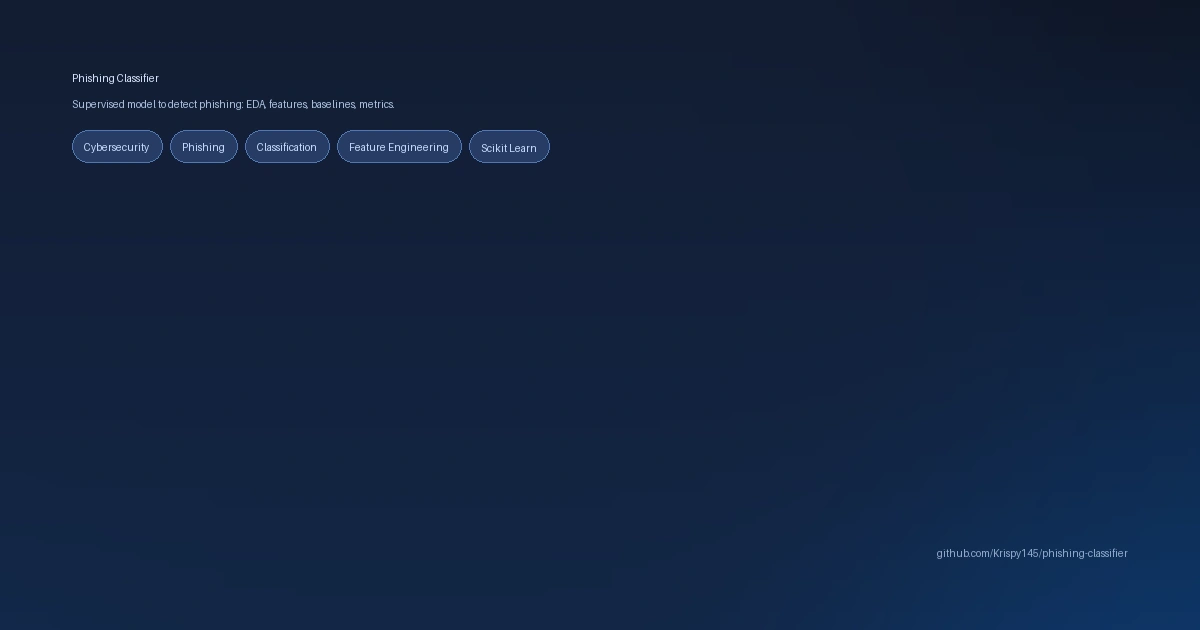 Phishing Classifier
Supervised model to detect phishing: EDA, features, baselines, metrics.
Cybersecurity Phishing Classification Feature Engineering Scikit Learn
github.com/Krispy145/phishing-classifier